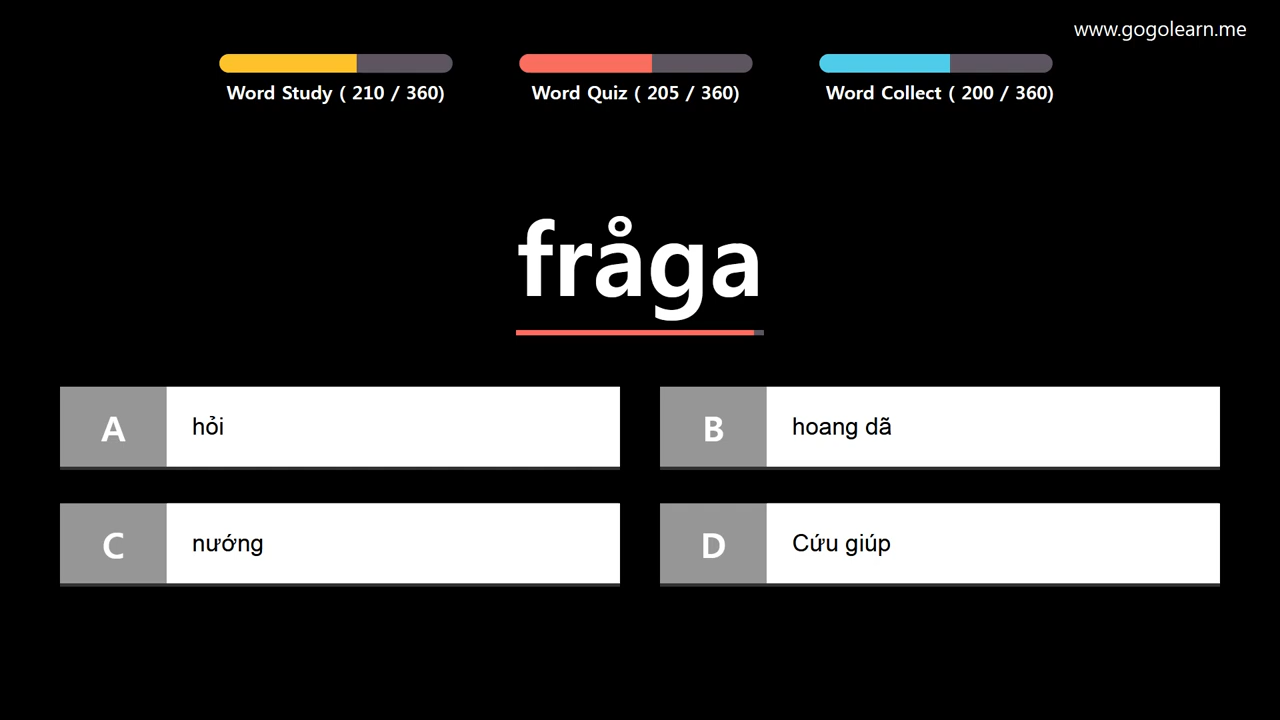 www.gogolearn.me
Word Study ( 210 / 360)
Word Quiz ( 205 / 360)
Word Collect ( 200 / 360)
fråga
A hỏi
B hoang dã
C nướng
D Cứu giúp